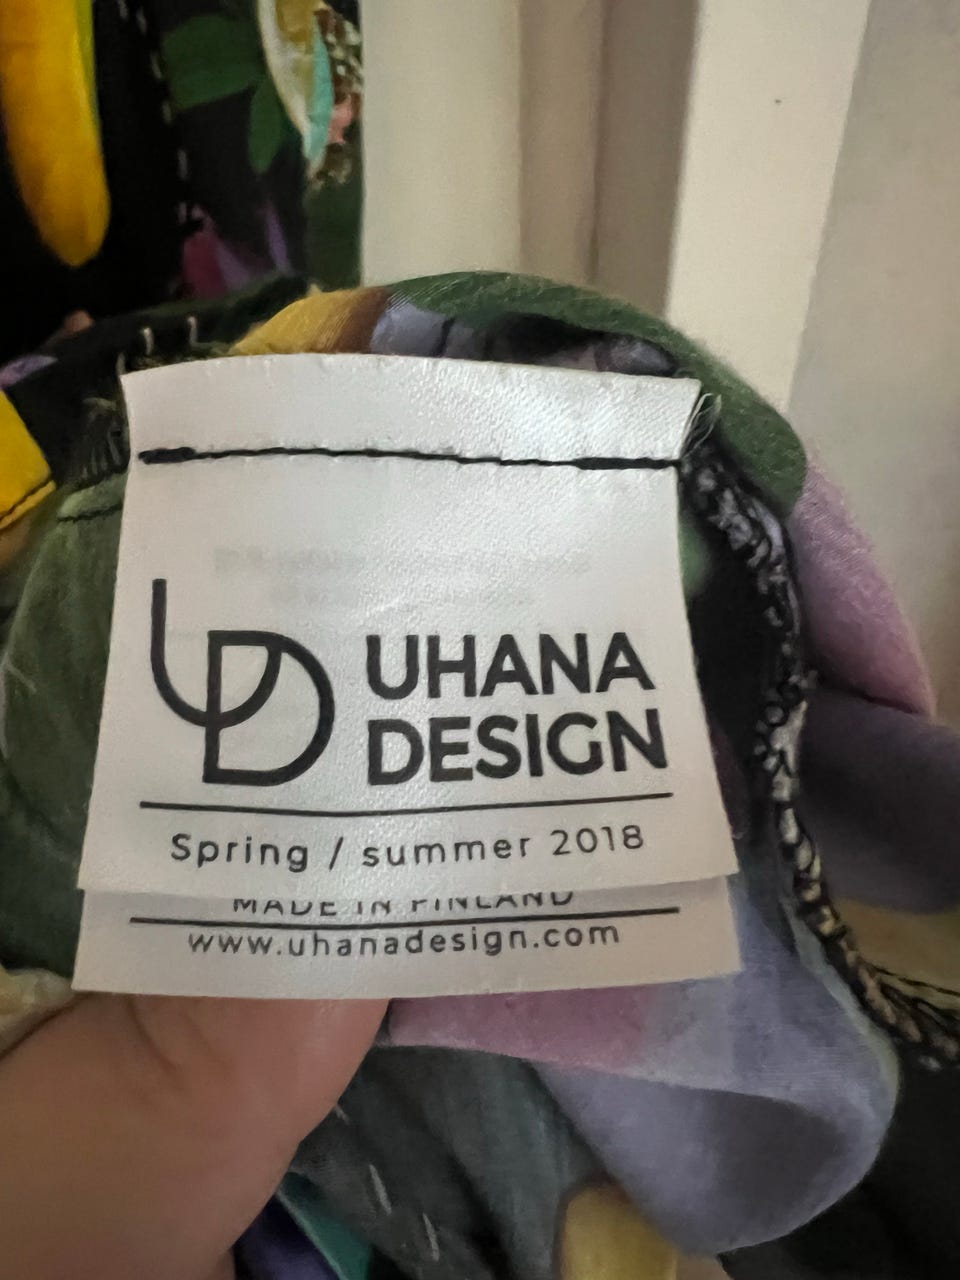 UHANA
DESIGN
Spring / summer 2018
MADE IN FINLAND
www.uhanadesign.com